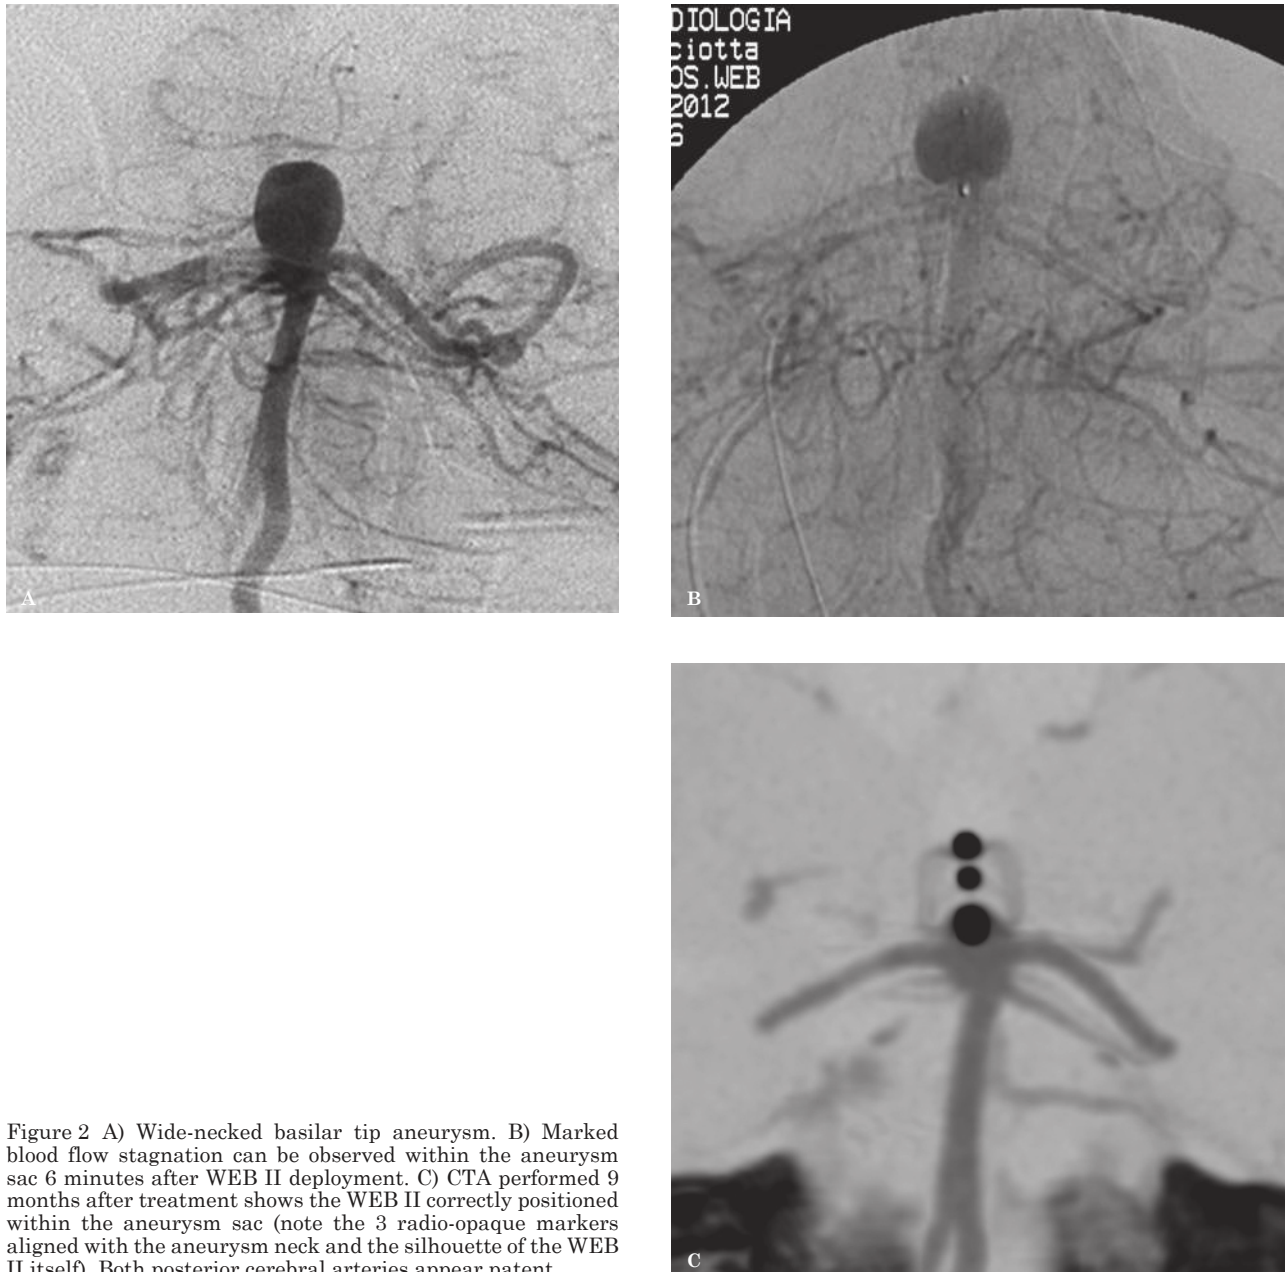 DIOLOGIA
ciotta
OS.WEB
2012
6
A
B
C
Figure 2 A) Wide-necked basilar tip aneurysm. B) Marked
blood flow stagnation can be observed within the aneurysm
sac 6 minutes after WEB II deployment. C) CTA performed 9
months after treatment shows the WEB II correctly positioned
within the aneurysm sac (note the 3 radio-opaque markers
aligned with the aneurysm neck and the silhouette of the WEB
II itself). Both posterior cerebral arteries appear patent.